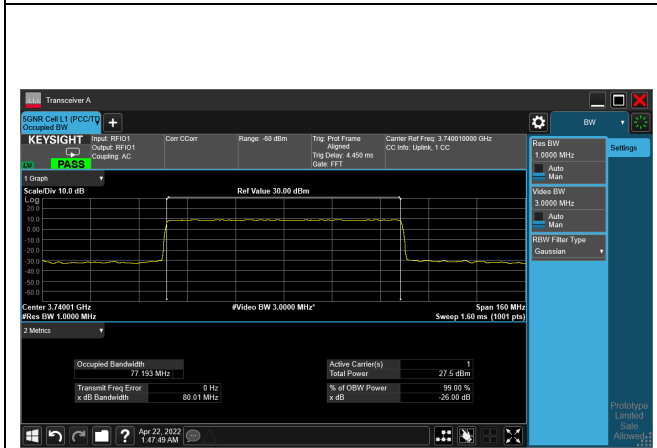 Transceiver A
5GNR Cell L1 (PCC/TD
Occupied BW
BW
KEYSIGHT
PASS
Input: RFIO1
Output: RFIO1
Coupling: AC
Corr CCorr
Range: -60 dBm
Trig: Prot Frame
Aligned
Trig Delay: 4.450 ms
Gate: FFT
Carrier Ref Freq: 3.740010000 GHz
CC Info: Uplink, 1 CC
Res BW
1.0000 MHz
Auto
Man
Settings
Video BW
3.0000 MHz
Auto
Man
RBW Filter Type
Gaussian
1 Graph
Scale/Div 10.0 dB
Ref Value 30.00 dBm
Log
20.0
10.0
0.00
-10.0
-20.0
-30.0
-40.0
-50.0
-60.0
Center 3.74001 GHz
#Video BW 3.0000 MHz*
Span 160 MHz
#Res BW 1.0000 MHz
Sweep 1.60 ms (1001 pts)
2 Metrics
Occupied Bandwidth
77.193 MHz
Active Carrier(s) 1
Total Power 27.5 dBm
Transmit Freq Error 0 Hz
x dB Bandwidth 80.01 MHz
% of OBW Power 99.00 %
x dB -26.00 dB
Prototype
Limited
Sale
Allowed
Apr 22, 2022
1:47:49 AM